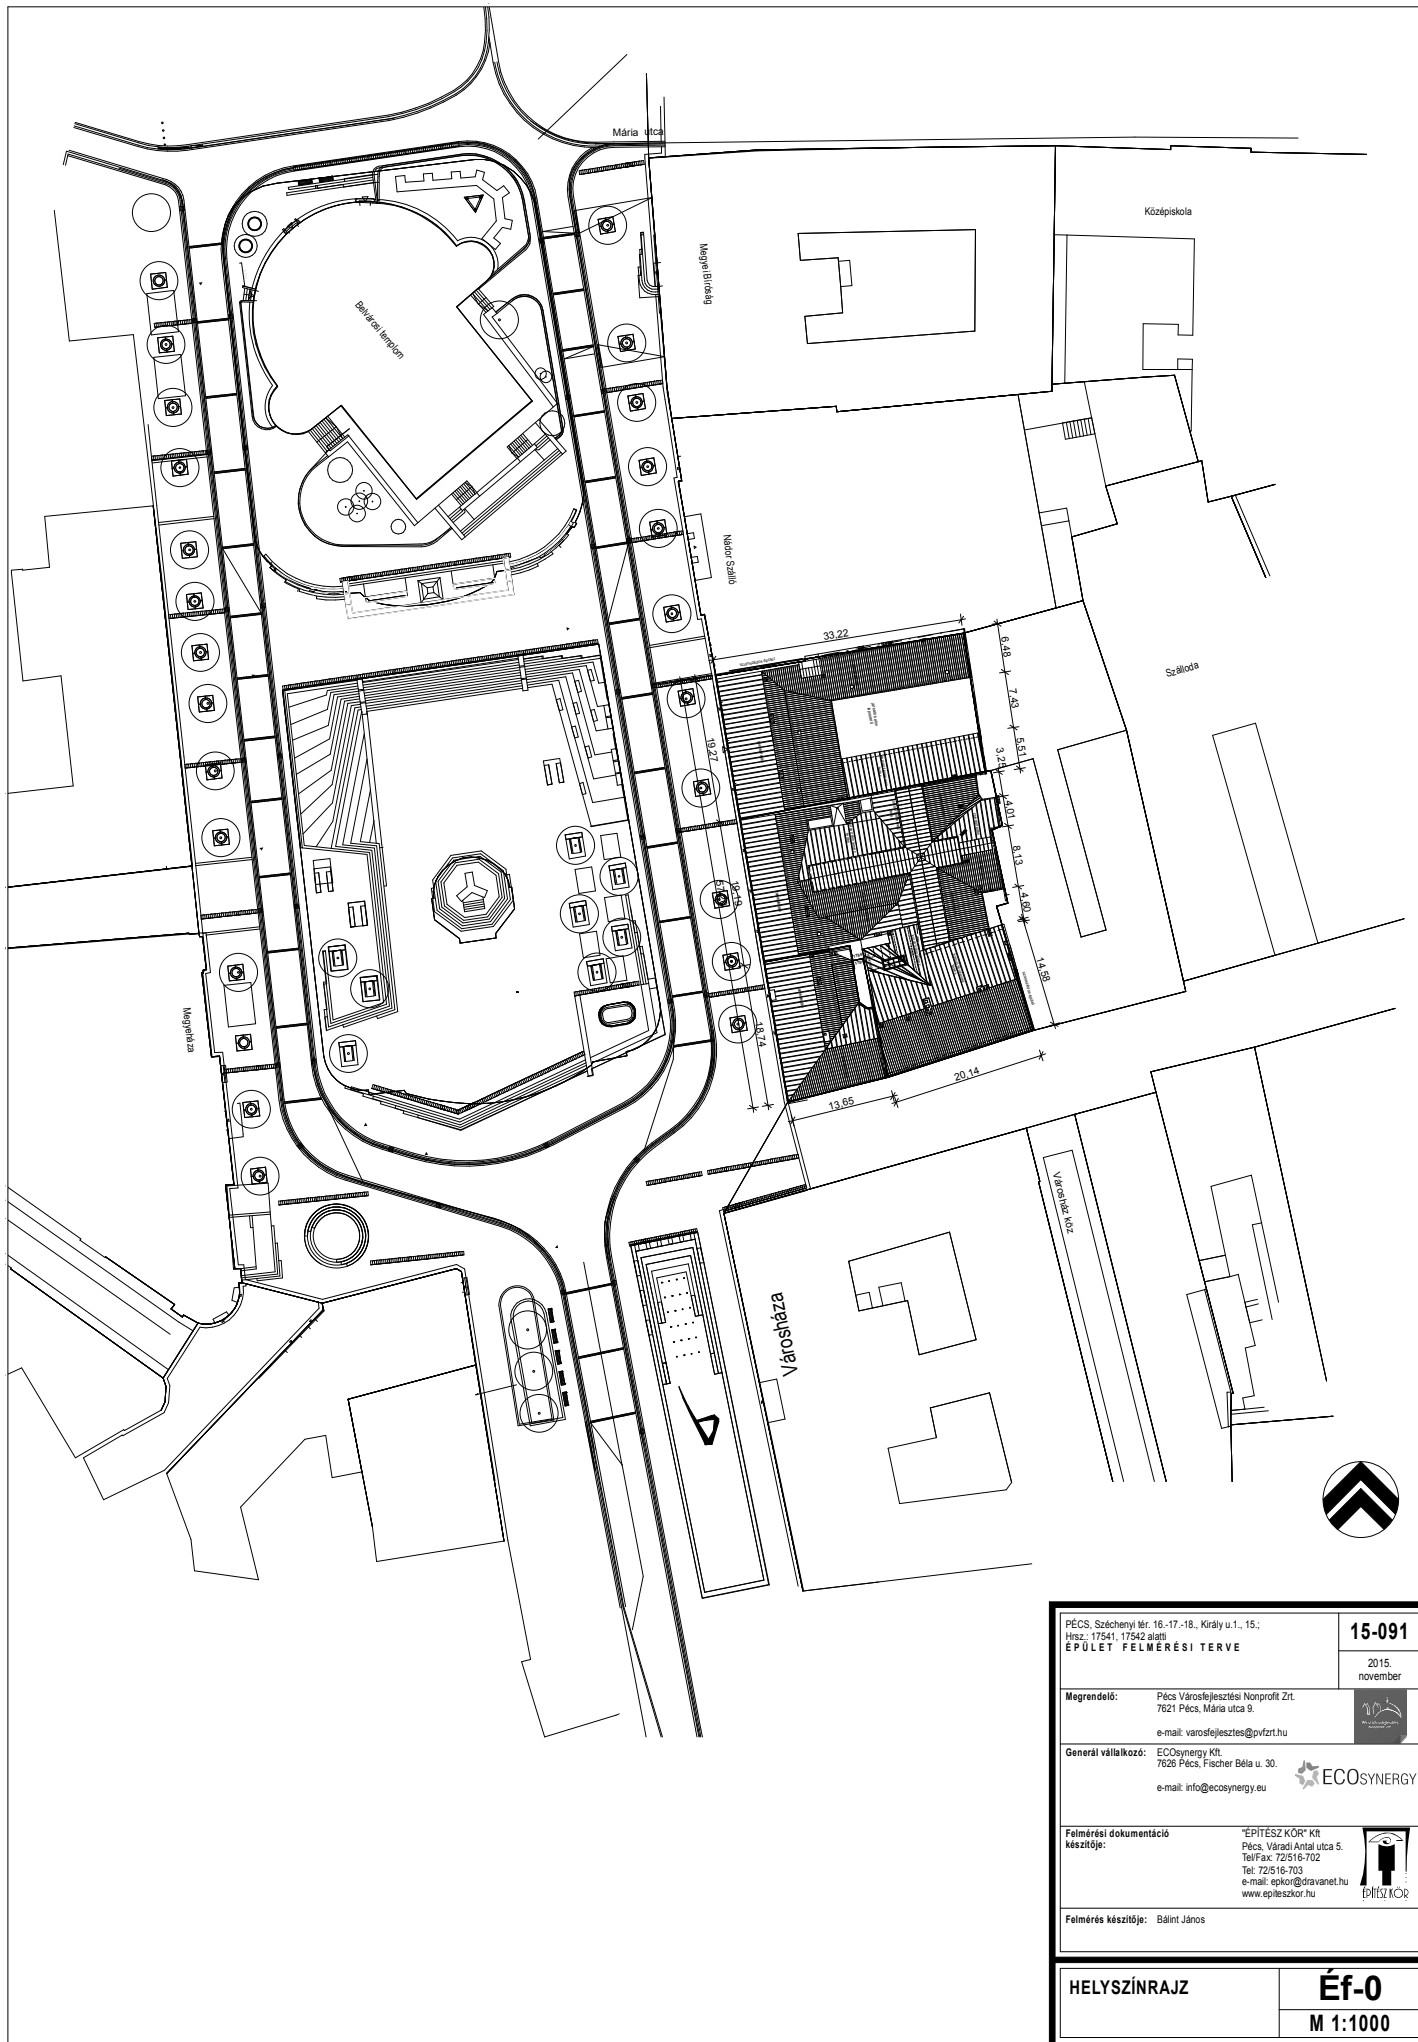 Mária utca
Középiskola
Megyei Bíróság
Belvárosi templom
Nádor Szálló
Szálloda
33,22
6,48
7,43
5,51
3,25
4,01
8,13
4,60
14,58
19,27
19,19
18,74
20,14
13,65
Megyeháza
Városház köz
Városháza
PÉCS, Széchenyi tér. 16.-17.-18., Király u.1., 15.;
Hrsz.: 17541, 17542 alatti
ÉPÜLET FELMÉRÉSI TERVE
15-091
2015.
november
Megrendelő: Pécs Városfejlesztési Nonprofit Zrt.
7621 Pécs, Mária utca 9.
e-mail: varosfejlesztes@pvfzrt.hu
Generál vállalkozó: ECOsynergy Kft.
7626 Pécs, Fischer Béla u. 30.
e-mail: info@ecosynergy.eu
ECOSYNERGY
Felmérési dokumentáció
készítője:
"ÉPÍTÉSZ KÖR" Kft
Pécs, Váradi Antal utca 5.
Tel/Fax: 72/516-702
Tel: 72/516-703
e-mail: epkor@dravanet.hu
www.epiteszkor.hu
ÉPÍTÉSZ KÖR
Felmérés készítője: Bálint János
HELYSZÍNRAJZ
Éf-0
M 1:1000